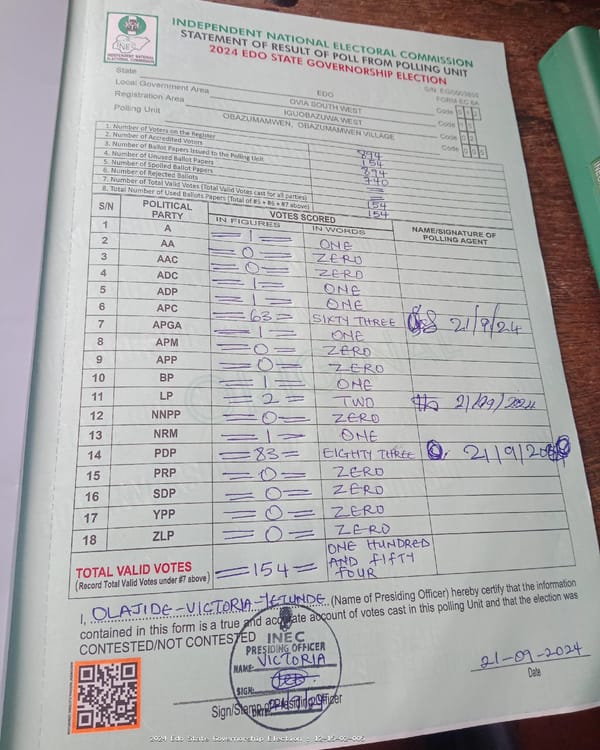 INDEPENDENT NATIONAL ELECTORAL COMMISSION
STATEMENT OF RESULT OF POLL FROM POLLING UNIT
2024 EDO STATE GOVERNORSHIP ELECTION
INEC
INDEPENDENT NATIONAL ELECTORAL COMMISSION
FORM EC 8A
State EDO Code
Local Government Area OVIA SOUTH WEST Code
Registration Area IGUOBAZUWA WEST Code
Polling Unit OBAZUMAMWEN, OBAZUMAMWEN VILLAGE Code
1. Number of Voters on the Register 894
2. Number of Accredited Voters 154
3. Number of Ballot Papers Issued to the Polling Unit 894
4. Number of Unused Ballot Papers 740
5. Number of Spoiled Ballot Papers =
6. Number of Rejected Ballots =
7. Number of Total Valid Votes (Total Valid Votes cast for all parties) 154
8. Total Number of Used Ballots Papers (Total of #5 + #6 + #7 above) 154
S/N POLITICAL PARTY VOTES SCORED NAME/SIGNATURE OF POLLING AGENT
IN FIGURES IN WORDS
1 A =1= ONE
2 AA =0= ZERO
3 AAC =0= ZERO
4 ADC =1= ONE
5 ADP =1= ONE
6 APC =63= SIXTY THREE 21/9/24
7 APGA =1= ONE
8 APM =0= ZERO
9 APP =0= ZERO
10 BP =1= ONE
11 LP =2= TWO 21/09/2024
12 NNPP =0= ZERO
13 NRM =1= ONE
14 PDP =83= EIGHTY THREE 21/9/20
15 PRP =0= ZERO
16 SDP =0= ZERO
17 YPP =0= ZERO
18 ZLP =0= ZERO
TOTAL VALID VOTES =154= ONE HUNDRED AND FIFTY FOUR
(Record Total Valid Votes under #7 above)
I, OLAJIDE-VICTORIA-YETUNDE (Name of Presiding Officer) hereby certify that the information
contained in this form is a true and accurate account of votes cast in this polling Unit and that the election was
CONTESTED/NOT CONTESTED
INEC
PRESIDING OFFICER
NAME: VICTORIA
SIGN:
21-09-2024
Date
Sign/Stamp of Presiding Officer
2024 Edo State Governorship Election - 12-15-02-005